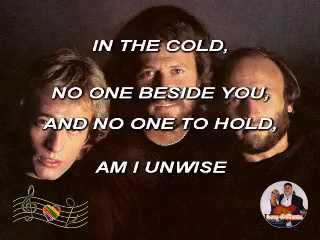 IN THE COLD,
NO ONE BESIDE YOU,
AND NO ONE TO HOLD,
AM I UNWISE